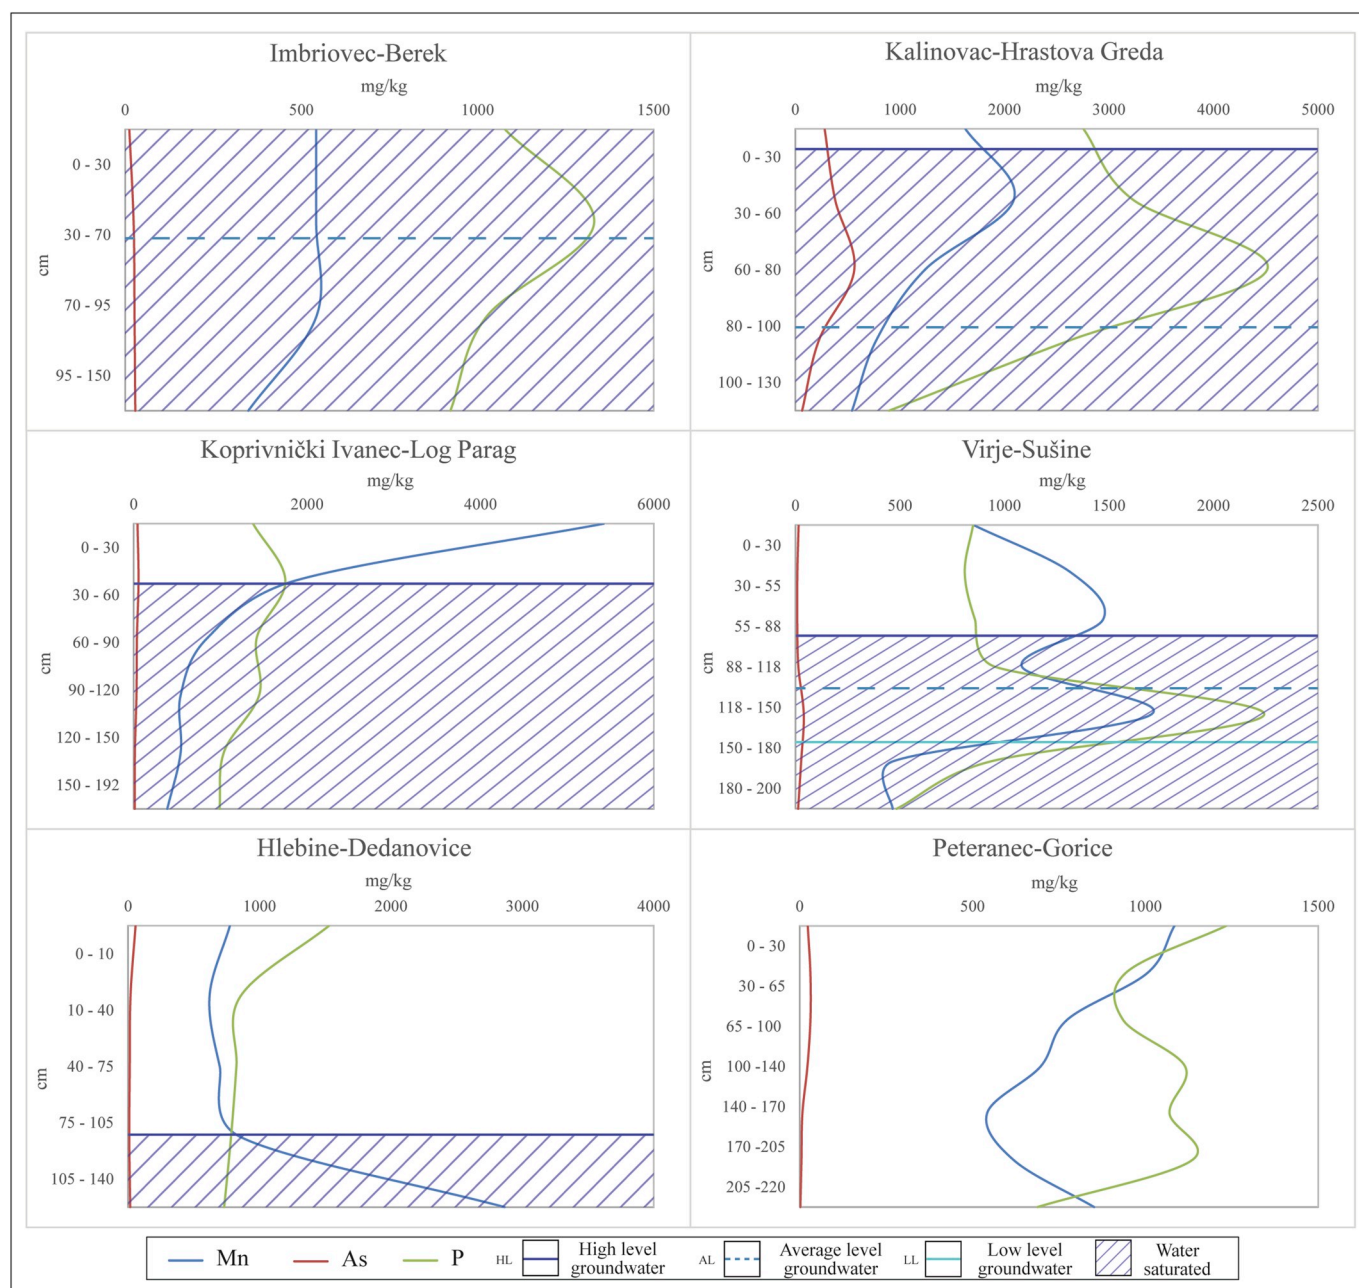 Imbriovec-Berek
mg/kg
0 500 1000 1500
cm
0 - 30
30 - 70
70 - 95
95 - 150
Kalinovac-Hrastova Greda
mg/kg
0 1000 2000 3000 4000 5000
cm
0 - 30
30 - 60
60 - 80
80 - 100
100 - 130
Koprivnički Ivanec-Log Parag
mg/kg
0 2000 4000 6000
cm
0 - 30
30 - 60
60 - 90
90 -120
120 - 150
150 - 192
Virje-Sušine
mg/kg
0 500 1000 1500 2000 2500
cm
0 - 30
30 - 55
55 - 88
88 - 118
118 - 150
150 - 180
180 - 200
Hlebine-Dedanovice
mg/kg
0 1000 2000 3000 4000
cm
0 - 10
10 - 40
40 - 75
75 - 105
105 - 140
Peteranec-Gorice
mg/kg
0 500 1000 1500
cm
0 - 30
30 - 65
65 - 100
100 -140
140 - 170
170 -205
205 -220
Mn As P
HL High level
groundwater
AL Average level
groundwater
LL Low level
groundwater
Water
saturated